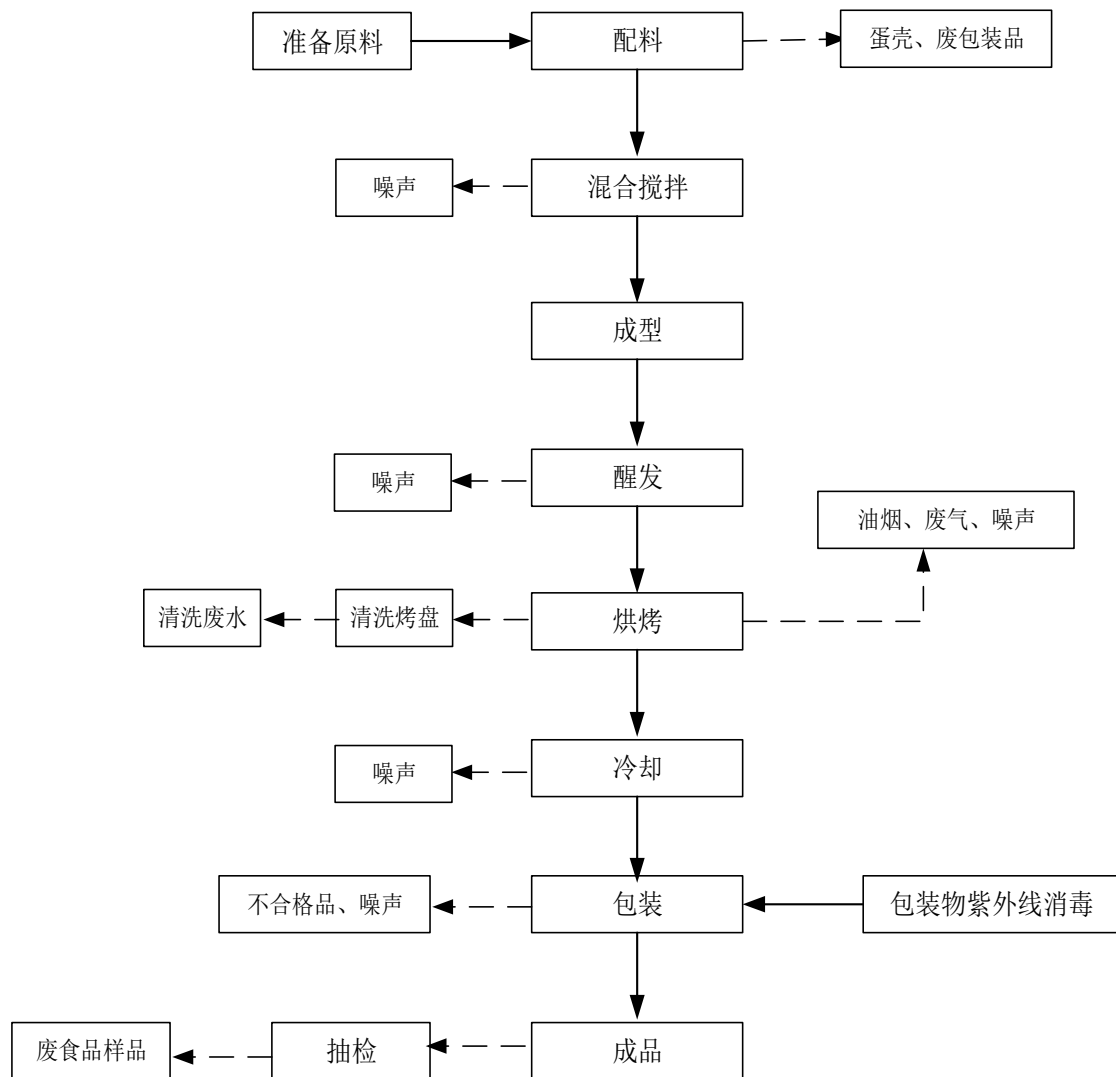 准备原料
配料
蛋壳、废包装品
噪声
混合搅拌
成型
噪声
醒发
油烟、废气、噪声
清洗废水
清洗烤盘
烘烤
噪声
冷却
不合格品、噪声
包装
包装物紫外线消毒
废食品样品
抽检
成品